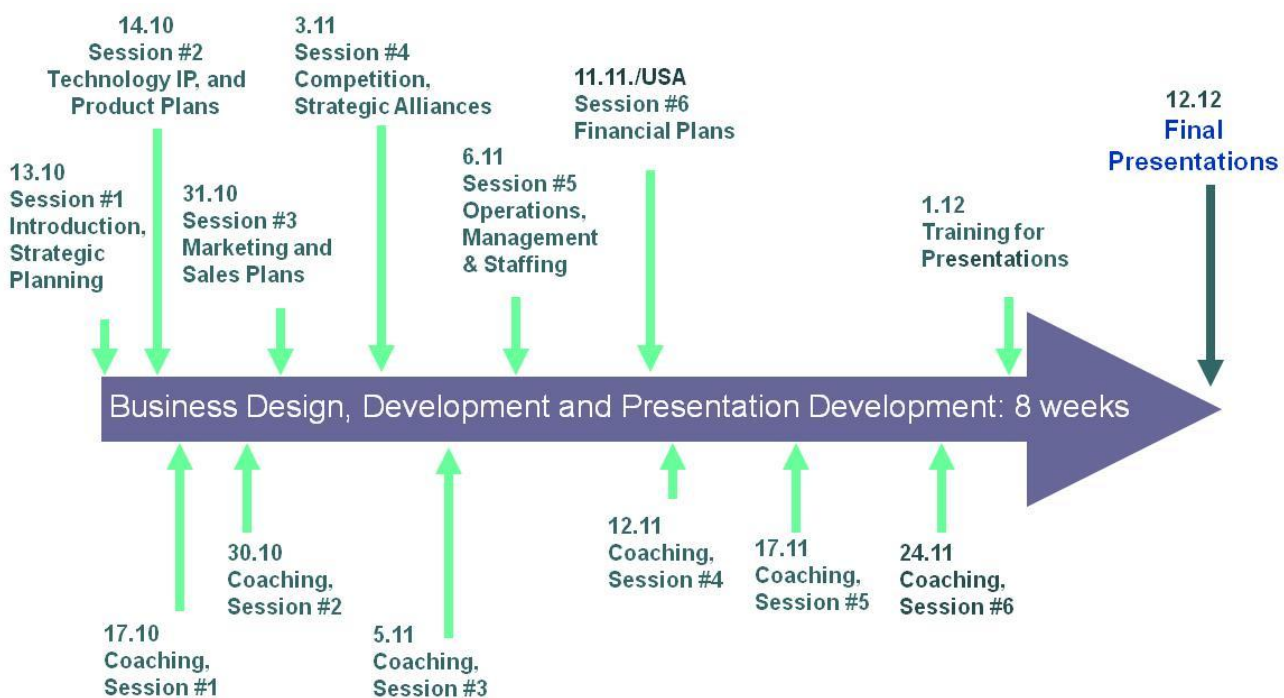 14.10
Session #2
Technology IP, and
Product Plans
3.11
Session #4
Competition,
Strategic Alliances
11.11./USA
Session #6
Financial Plans
12.12
Final
Presentations
13.10
Session #1
Introduction,
Strategic
Planning
31.10
Session #3
Marketing and
Sales Plans
6.11
Session #5
Operations,
Management
& Staffing
1.12
Training for
Presentations
Business Design, Development and Presentation Development: 8 weeks
17.10
Coaching,
Session #1
30.10
Coaching,
Session #2
5.11
Coaching,
Session #3
12.11
Coaching,
Session #4
17.11
Coaching,
Session #5
24.11
Coaching,
Session #6